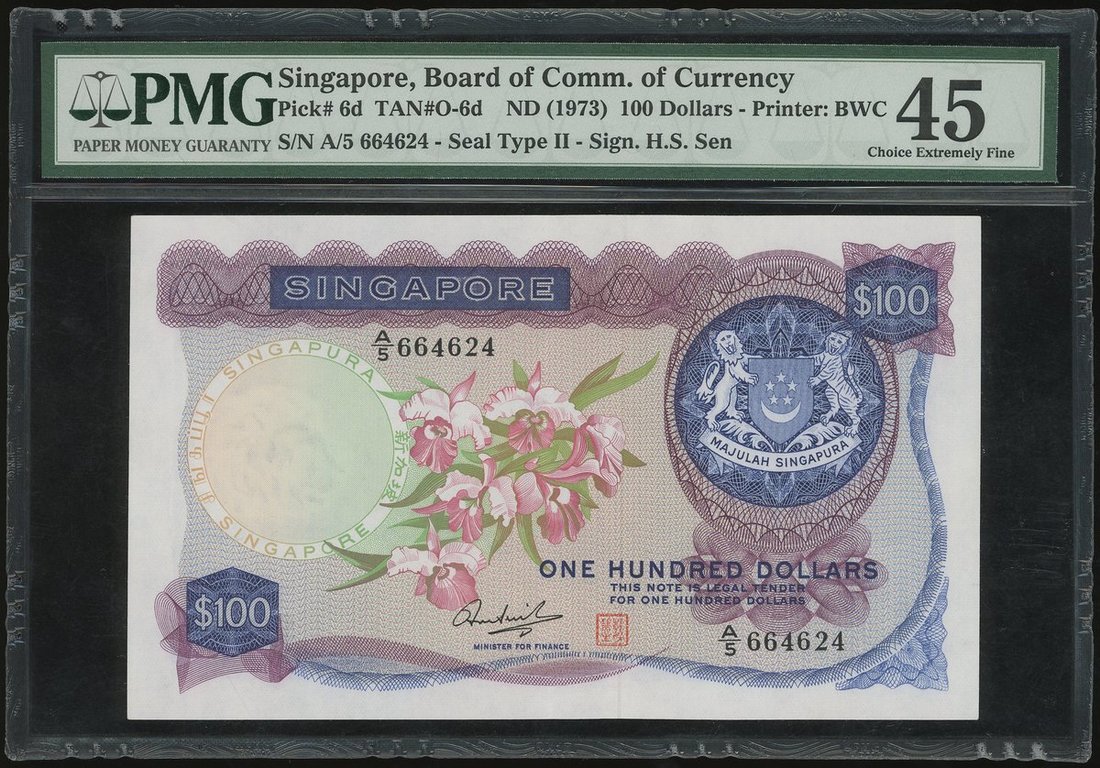 PMG
PAPER MONEY GUARANTY
Singapore, Board of Comm. of Currency
Pick# 6d TAN#O-6d ND (1973) 100 Dollars - Printer: BWC
S/N A/5 664624 - Seal Type II - Sign. H.S. Sen
45
Choice Extremely Fine
SINGAPORE
$100
A/5 664624
SINGAPURA
新加坡
SINGAPORE
MAJULAH SINGAPURA
ONE HUNDRED DOLLARS
THIS NOTE IS LEGAL TENDER
FOR ONE HUNDRED DOLLARS
$100
MINISTER FOR FINANCE
A/5 664624